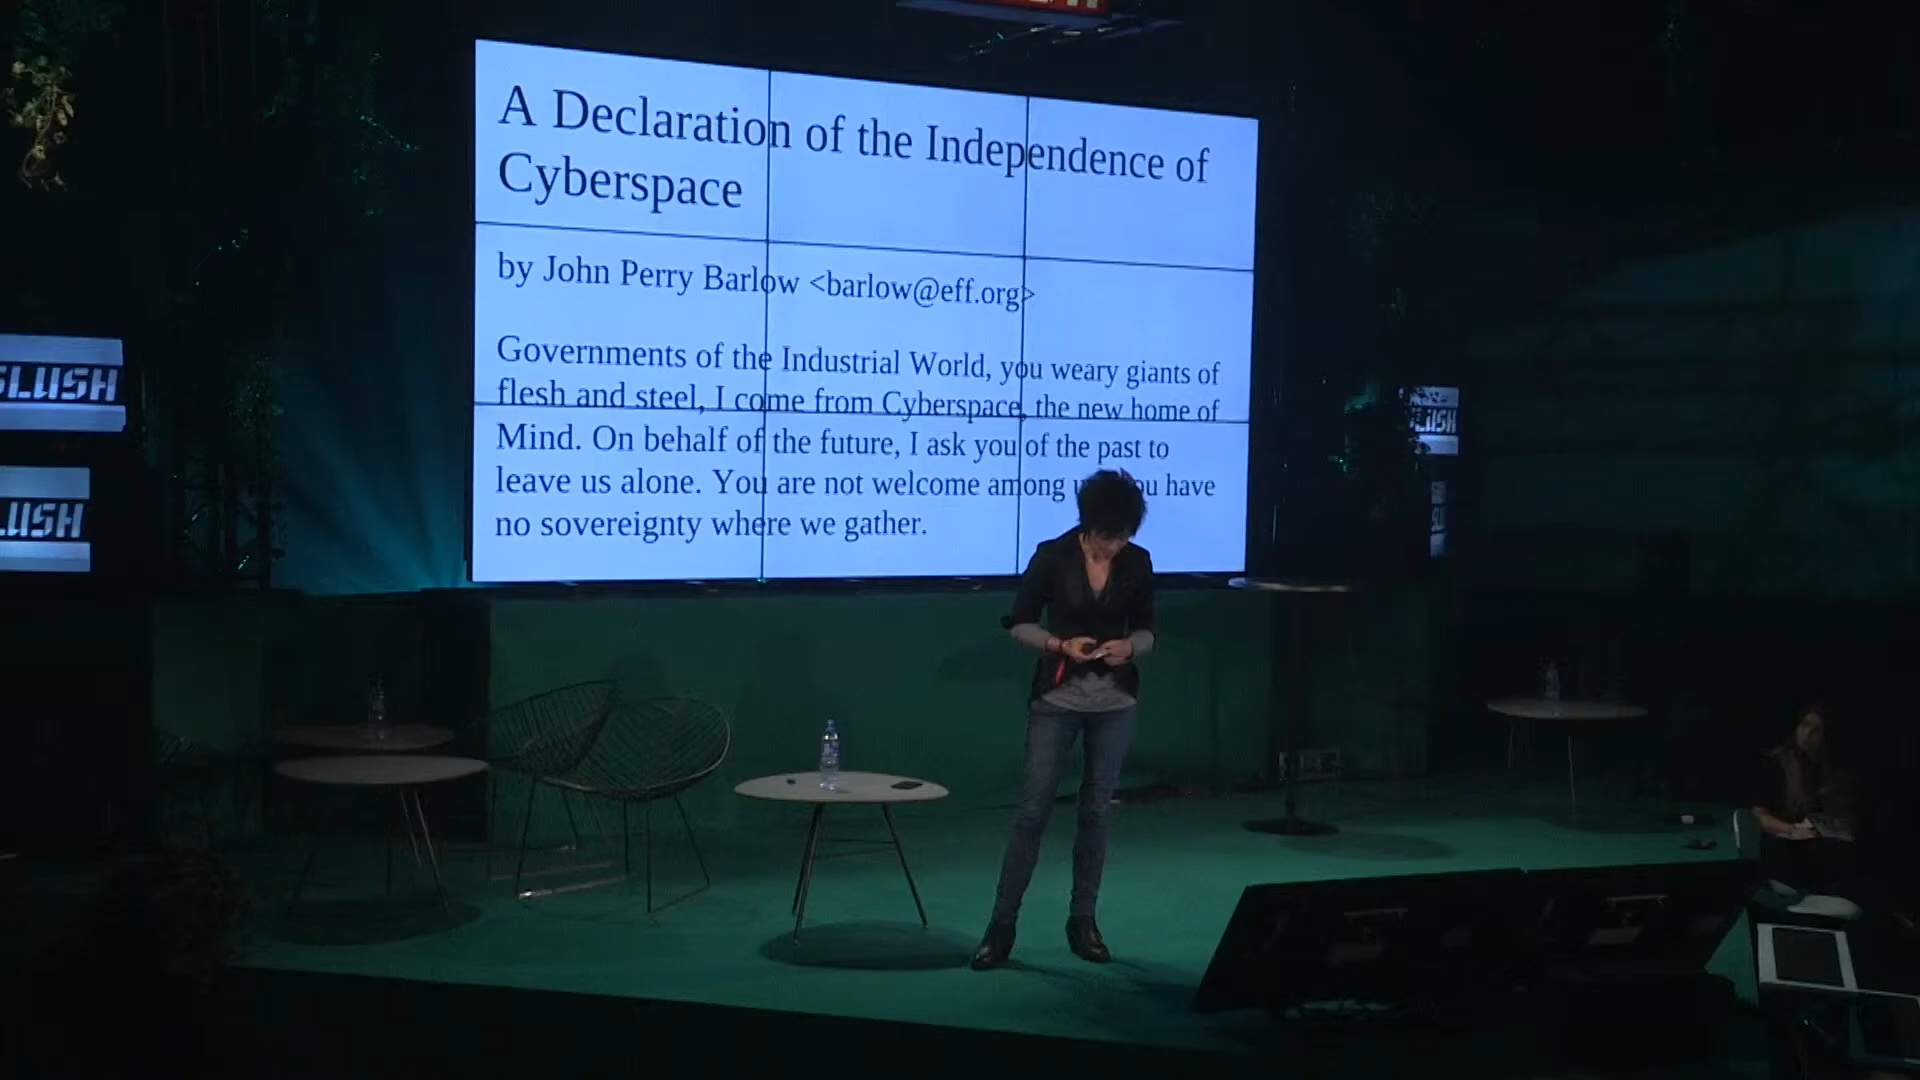 A Declaration of the Independence of
Cyberspace
by John Perry Barlow <barlow@eff.org>
Governments of the Industrial World, you weary giants of
flesh and steel, I come from Cyberspace, the new home of
Mind. On behalf of the future, I ask you of the past to
leave us alone. You are not welcome among have
no sovereignty where we gather.
SLUSH
SLUSH
SLUSH